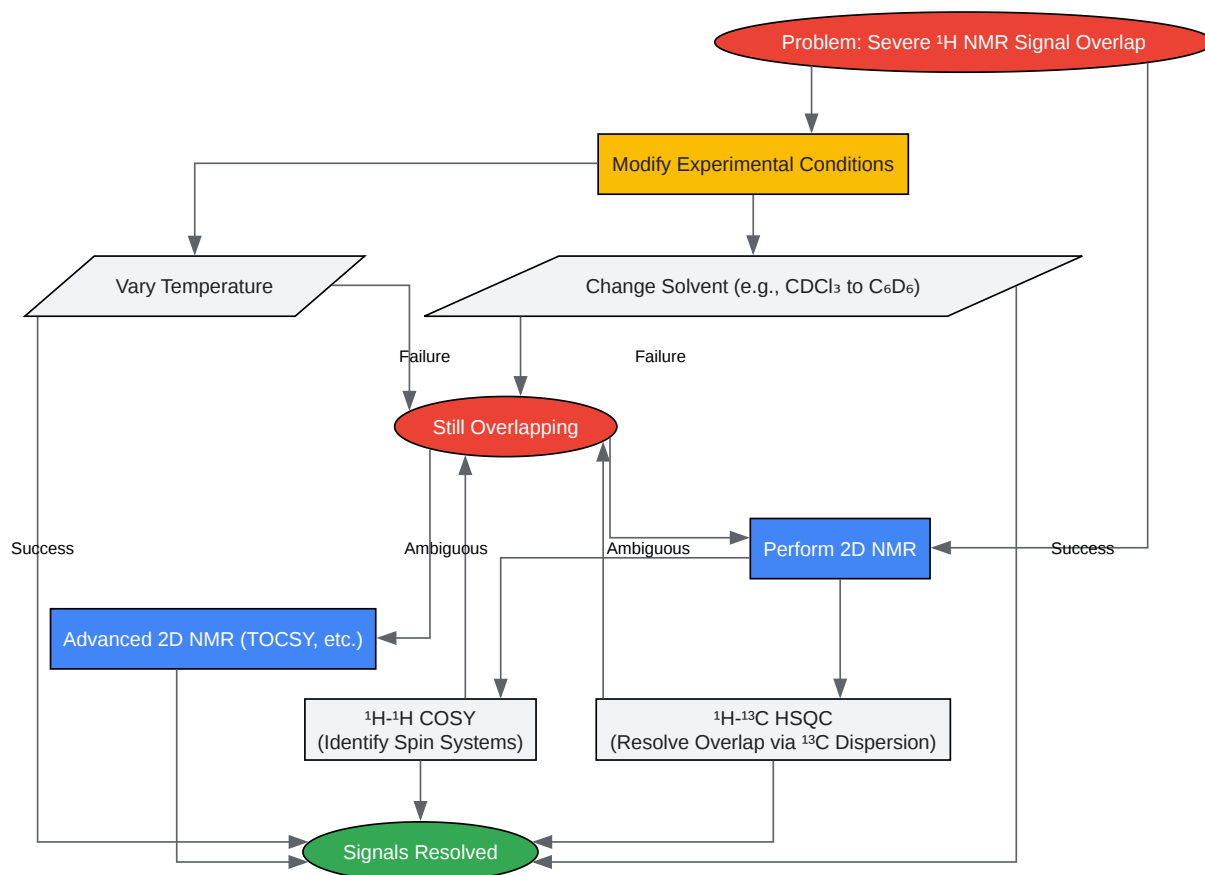 Problem: Severe ¹H NMR Signal Overlap
Modify Experimental Conditions
Vary Temperature
Change Solvent (e.g., CDCl₃ to C₆D₆)
Failure
Failure
Still Overlapping
Success
Ambiguous
Ambiguous
Perform 2D NMR
Success
Advanced 2D NMR (TOCSY, etc.)
¹H-¹H COSY
(Identify Spin Systems)
¹H-¹³C HSQC
(Resolve Overlap via ¹³C Dispersion)
Signals Resolved